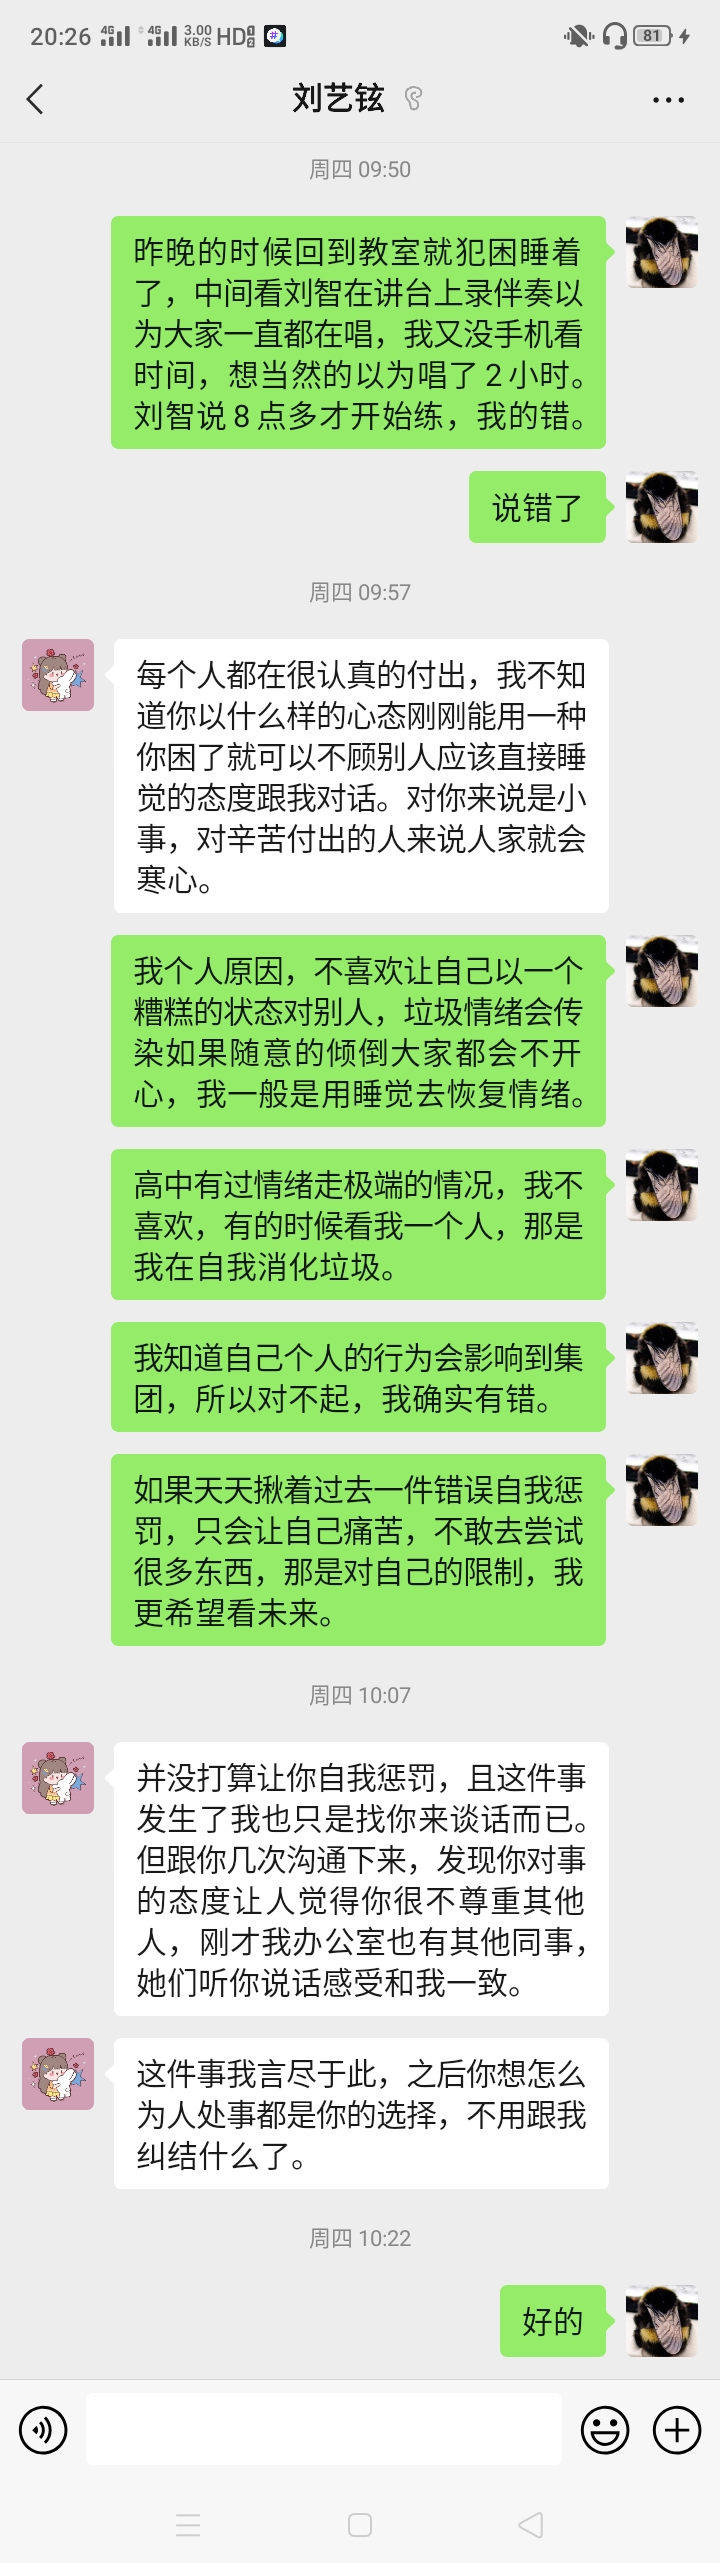 20:26 4G 4G 3.00 KB/S HD 1 2 # 81
刘艺铉
周四 09:50
昨晚的时候回到教室就犯困睡着
了，中间看刘智在讲台上录伴奏以
为大家一直都在唱，我又没手机看
时间，想当然的以为唱了 2 小时。
刘智说 8 点多才开始练，我的错。
说错了
周四 09:57
每个人都在很认真的付出，我不知
道你以什么样的心态刚刚能用一种
你困了就可以不顾别人应该直接睡
觉的态度跟我对话。对你来说是小
事，对辛苦付出的人来说人家就会
寒心。
我个人原因，不喜欢让自己以一个
糟糕的状态对别人，垃圾情绪会传
染如果随意的倾倒大家都会不开
心，我一般是用睡觉去恢复情绪。
高中有过情绪走极端的情况，我不
喜欢，有的时候看我一个人，那是
我在自我消化垃圾。
我知道自己个人的行为会影响到集
团，所以对不起，我确实有错。
如果天天揪着过去一件错误自我惩
罚，只会让自己痛苦，不敢去尝试
很多东西，那是对自己的限制，我
更希望看未来。
周四 10:07
并没打算让你自我惩罚，且这件事
发生了我也只是找你来谈话而已。
但跟你几次沟通下来，发现你对事
的态度让人觉得你很不尊重其他
人，刚才我办公室也有其他同事，
她们听你说话感受和我一致。
这件事我言尽于此，之后你想怎么
为人处事都是你的选择，不用跟我
纠结什么了。
周四 10:22
好的